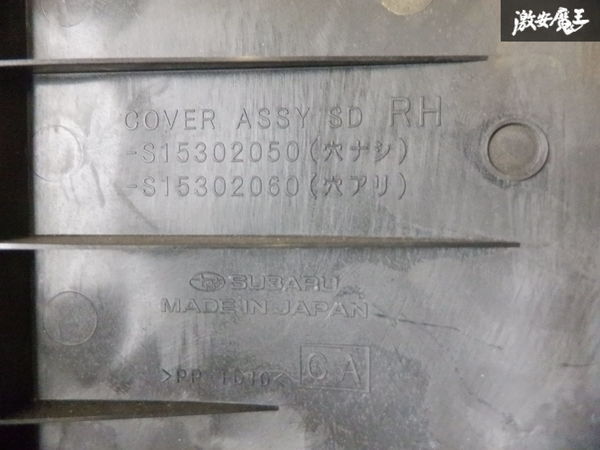 激安魔王
COVER ASSY SD RH
-S15302050(穴ナシ)
-S15302060(穴アリ)
SUBARU
MADE IN JAPAN
>PP T010<
CA